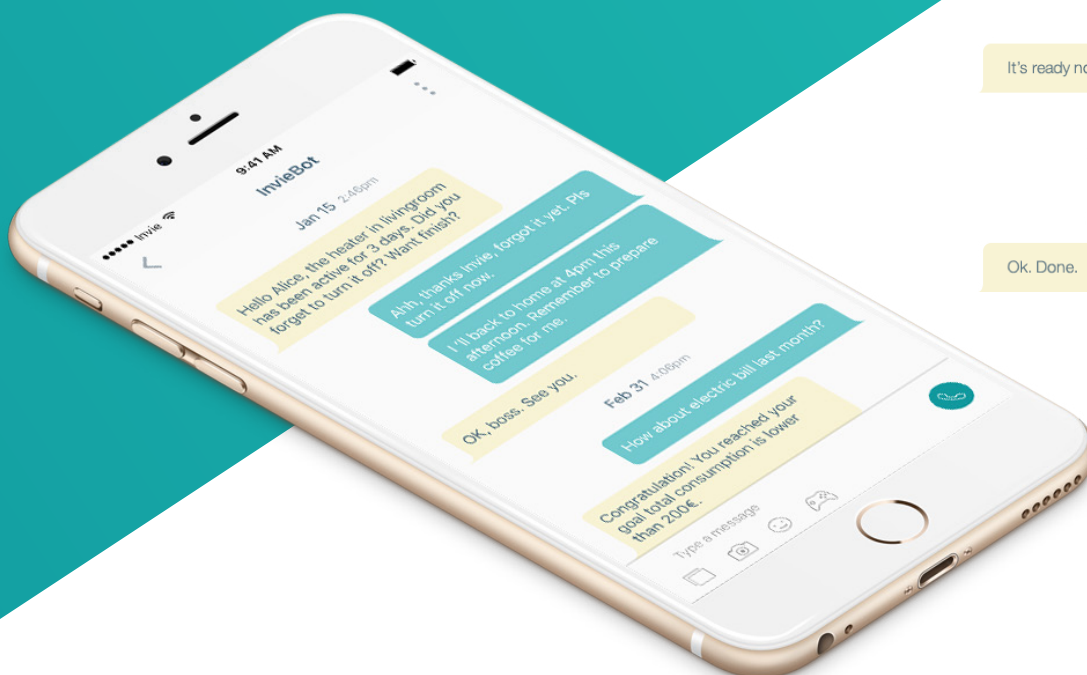 Invie
9:41 AM
InvieBot
Jan 15 2:46pm
Hello Alice, the heater in livingroom
has been active for 3 days. Did you
forget to turn it off? Want finish?
Ahh, thanks Invie, forgot it yet. Pls
turn it off now.
I 'll back to home at 4pm this
afternoon. Remember to prepare
coffee for me.
OK, boss. See you.
Feb 31 4:06pm
How about electric bill last month?
Congratulation! You reached your
goal total consumption is lower
than 200€.
Type a message
It's ready
Ok. Done.